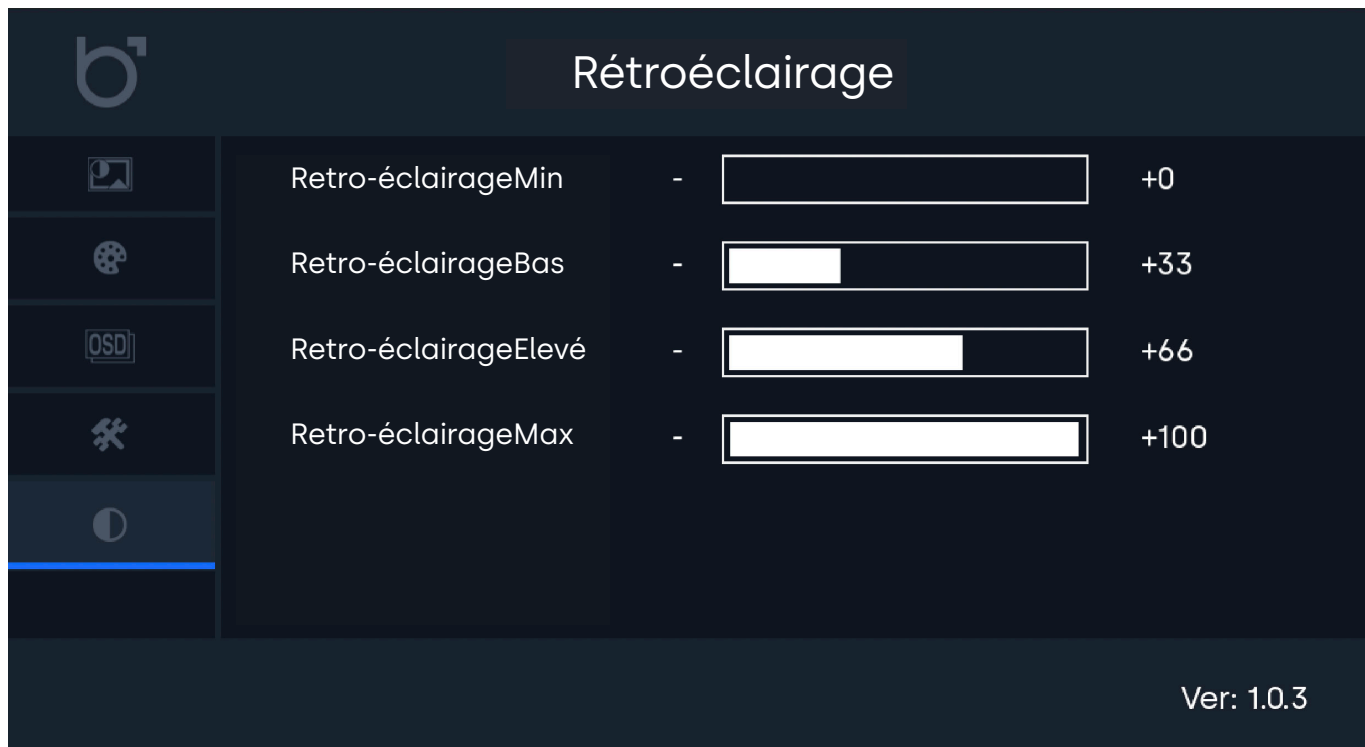 Rétroéclairage
Retro-éclairageMin - +0
Retro-éclairageBas - +33
OSD
Retro-éclairageElevé - +66
Retro-éclairageMax - +100
Ver: 1.0.3